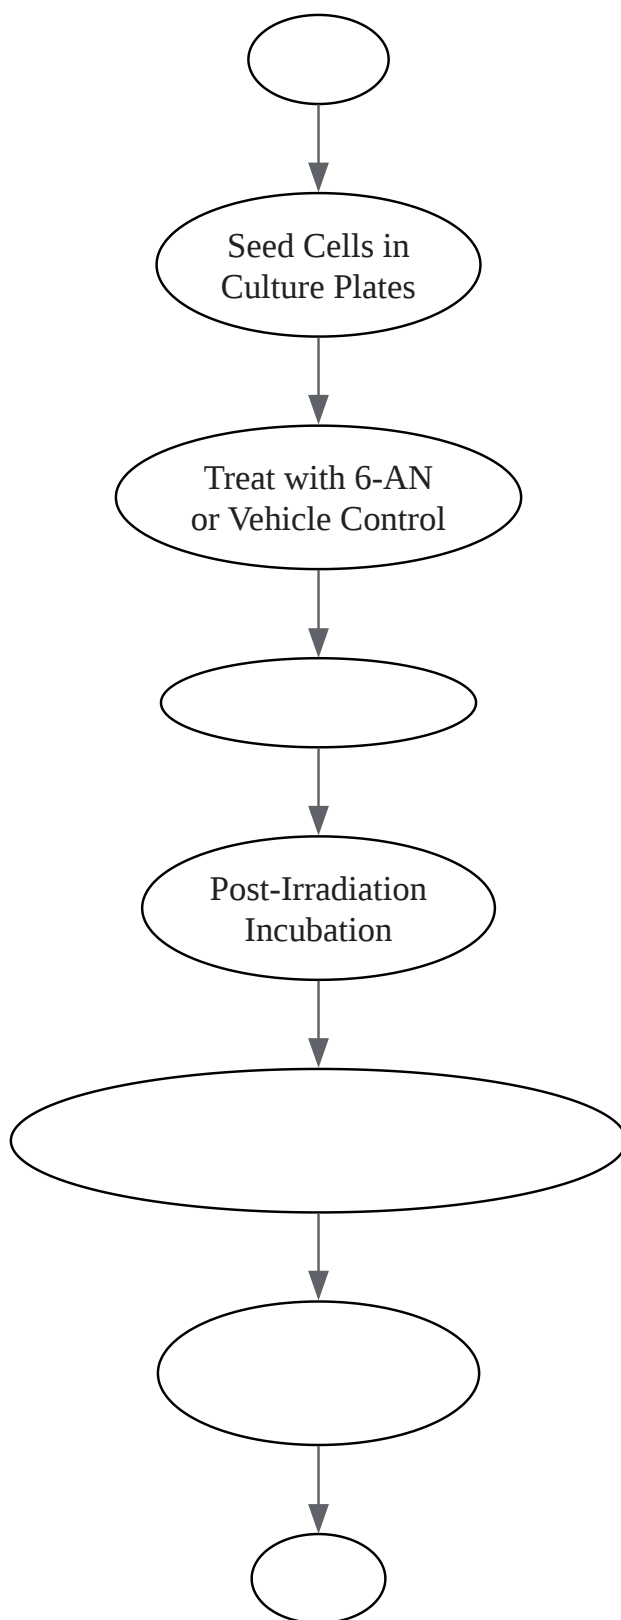 Seed Cells in
Culture Plates
Treat with 6-AN
or Vehicle Control
Post-Irradiation
Incubation